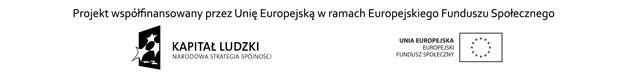 Projekt współfinansowany przez Unię Europejską w ramach Europejskiego Funduszu Społecznego
KAPITAŁ LUDZKI
NARODOWA STRATEGIA SPÓJNOŚCI
UNIA EUROPEJSKA
EUROPEJSKI
FUNDUSZ SPOŁECZNY